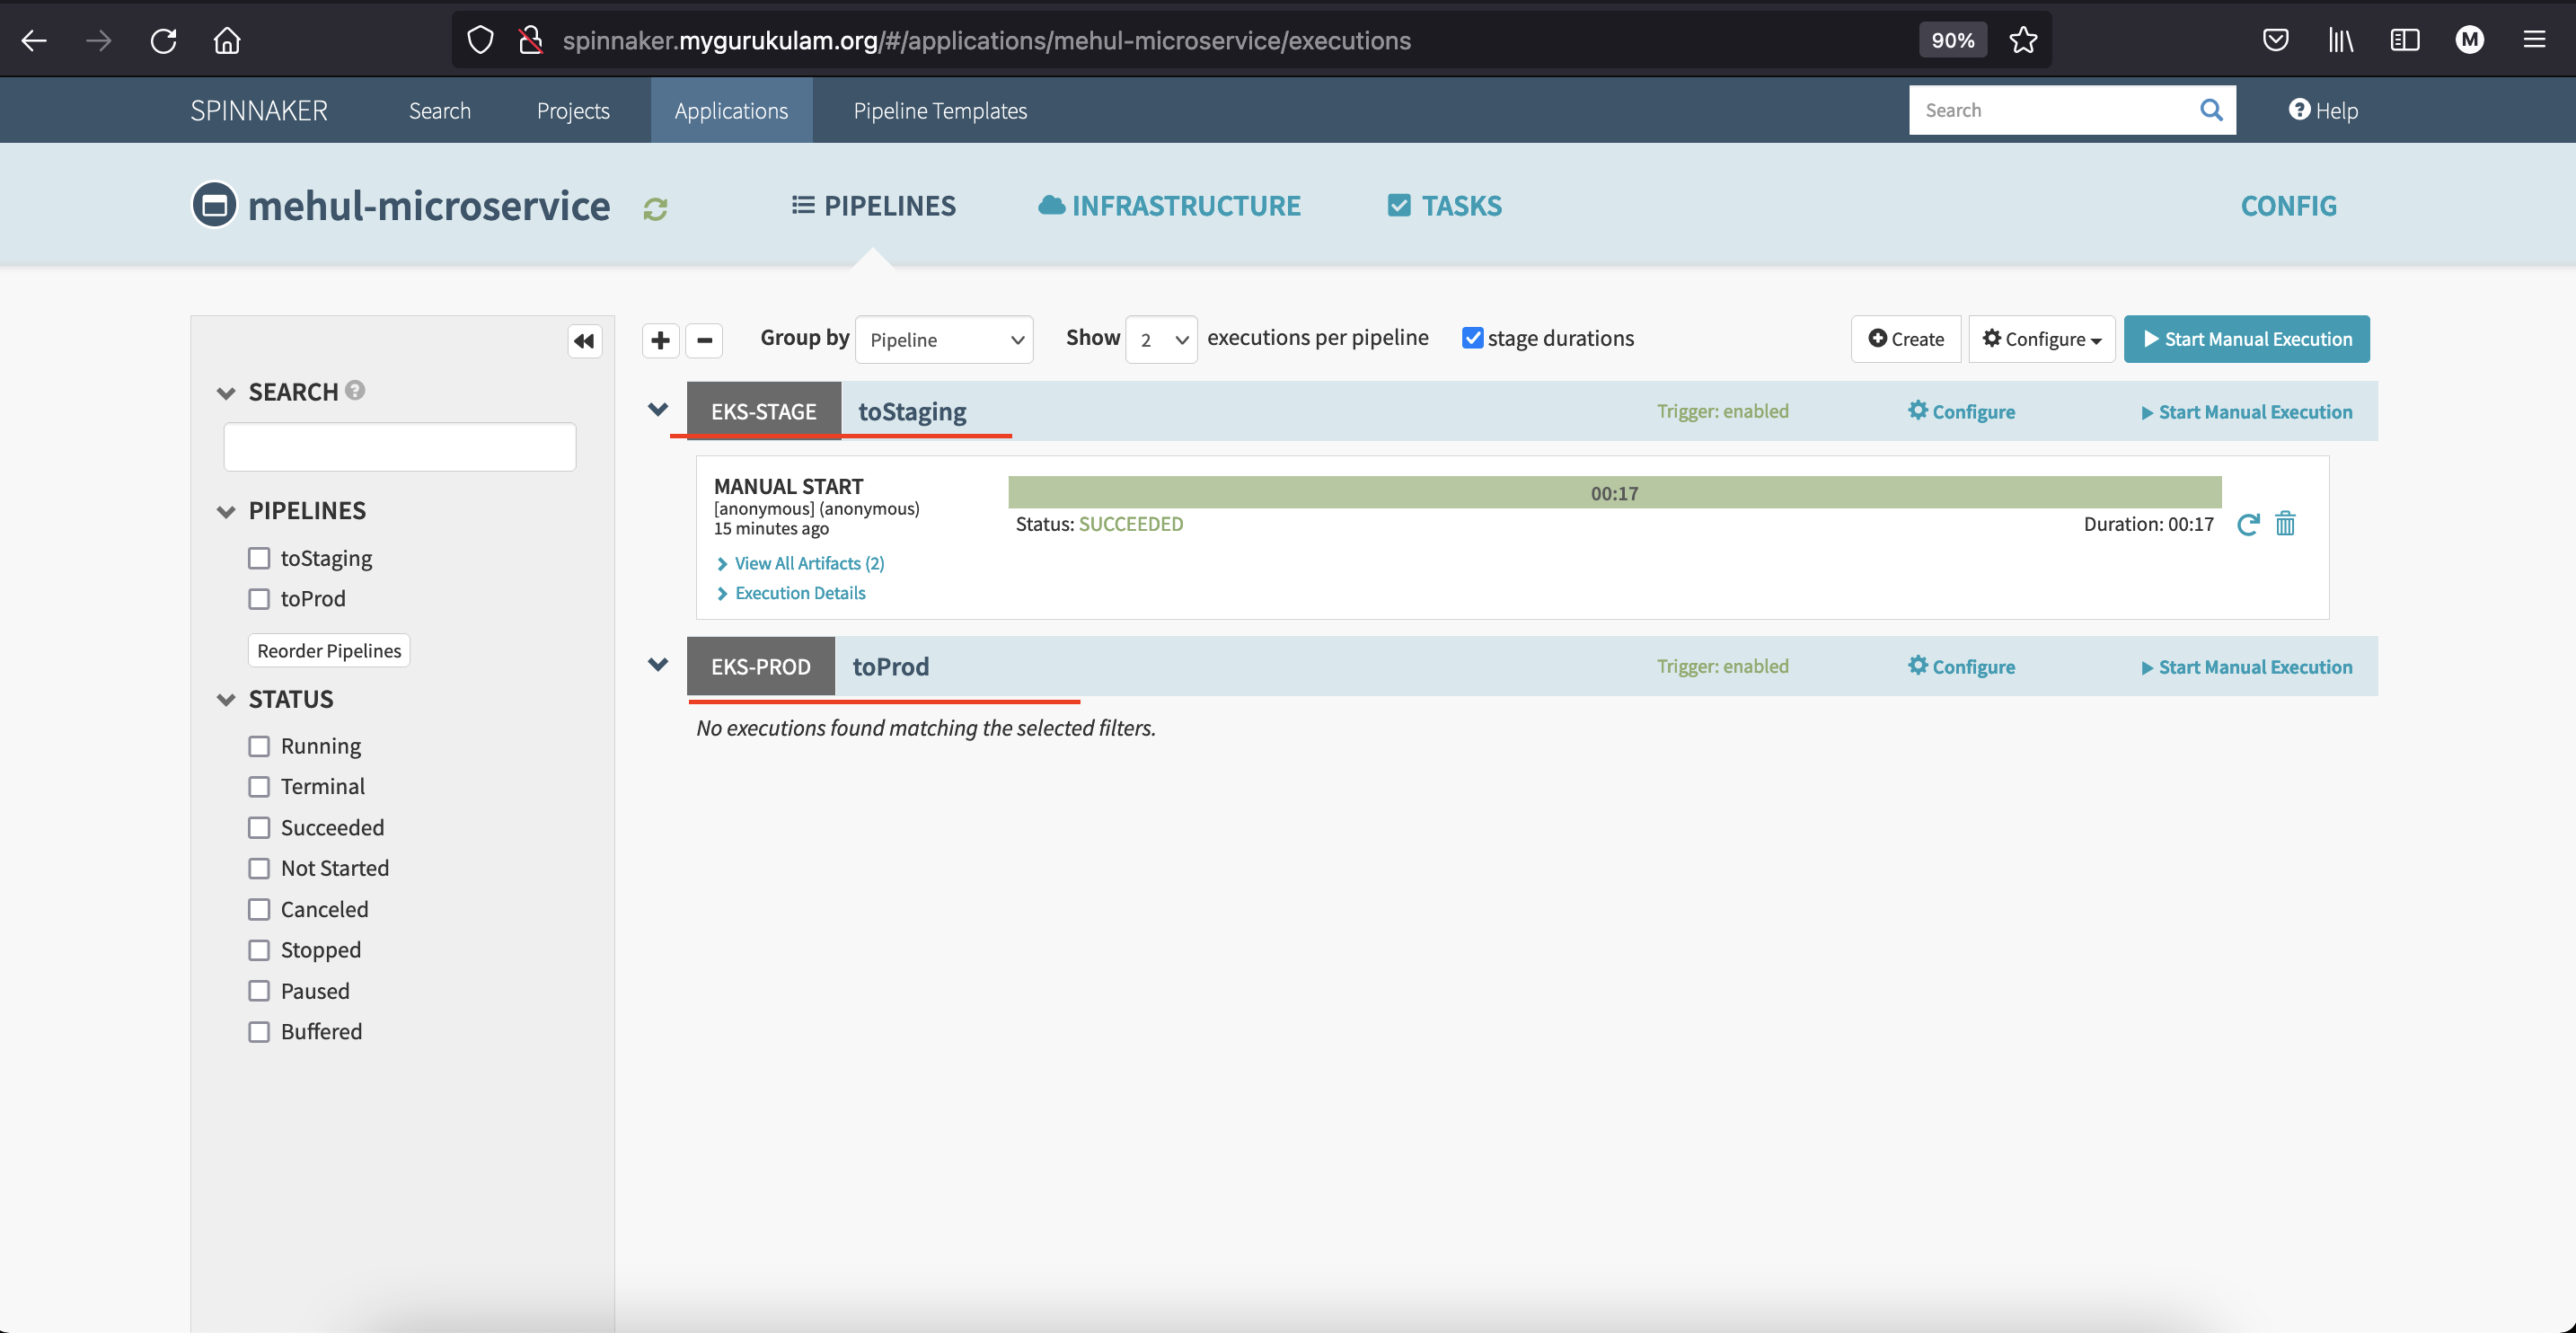 spinnaker.mygurukulam.org/#/applications/mehul-microservice/executions
90%
M
SPINNAKER
Search
Projects
Applications
Pipeline Templates
Search
Help
mehul-microservice
PIPELINES
INFRASTRUCTURE
TASKS
CONFIG
Group by
Pipeline
Show
2
executions per pipeline
stage durations
Create
Configure
Start Manual Execution
SEARCH
PIPELINES
toStaging
toProd
Reorder Pipelines
STATUS
Running
Terminal
Succeeded
Not Started
Canceled
Stopped
Paused
Buffered
EKS-STAGE
toStaging
Trigger: enabled
Configure
Start Manual Execution
MANUAL START
[anonymous] (anonymous)
15 minutes ago
View All Artifacts (2)
Execution Details
00:17
Status: SUCCEEDED
Duration: 00:17
EKS-PROD
toProd
Trigger: enabled
Configure
Start Manual Execution
No executions found matching the selected filters.